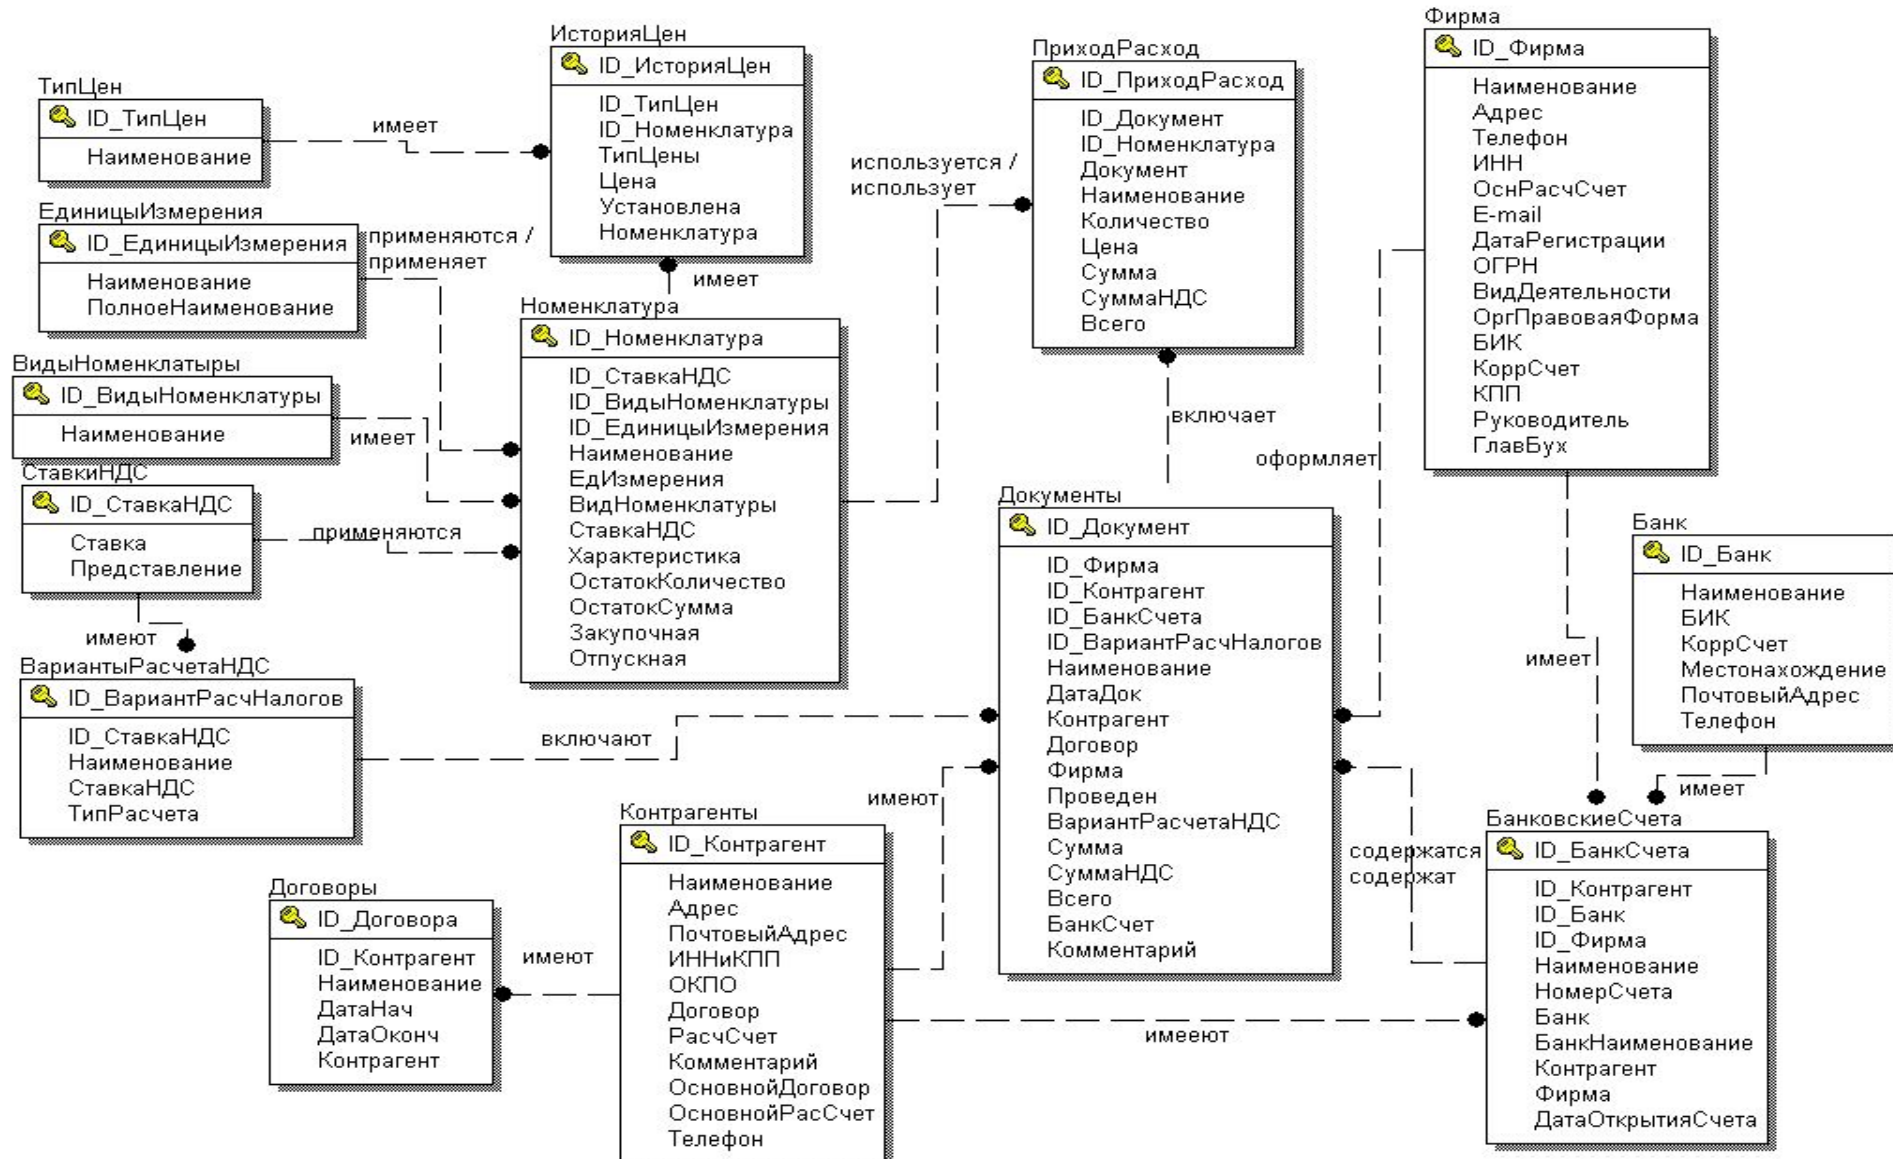 ТипЦен
ID_ТипЦен
Наименование
имеет
ИсторияЦен
ID_ИсторияЦен
ID_ТипЦен
ID_Номенклатура
ТипЦены
Цена
Установлена
Номенклатура
ЕдиницыИзмерения
ID_ЕдиницыИзмерения
Наименование
ПолноеНаименование
применяются /
применяет
имеет
ВидыНоменклатыры
ID_ВидыНоменклатуры
Наименование
имеет
СтавкиНДС
ID_СтавкаНДС
Ставка
Представление
применяются
имеют
ВариантыРасчетаНДС
ID_ВариантРасчНалогов
ID_СтавкаНДС
Наименование
СтавкаНДС
ТипРасчета
включают
Номенклатура
ID_Номенклатура
ID_СтавкаНДС
ID_ВидыНоменклатуры
ID_ЕдиницыИзмерения
Наименование
ЕдИзмерения
ВидНоменклатуры
СтавкаНДС
Характеристика
ОстатокКоличество
ОстатокСумма
Закупочная
Отпускная
используется /
использует
ПриходРасход
ID_ПриходРасход
ID_Документ
ID_Номенклатура
Документ
Наименование
Количество
Цена
Сумма
СуммаНДС
Всего
включает
оформляет
Фирма
ID_Фирма
Наименование
Адрес
Телефон
ИНН
ОснРасчСчет
E-mail
ДатаРегистрации
ОГРН
ВидДеятельности
ОргПравоваяФорма
БИК
КоррСчет
КПП
Руководитель
ГлавБух
имеет
Банк
ID_Банк
Наименование
БИК
КоррСчет
Местонахождение
ПочтовыйАдрес
Телефон
имеет
Документы
ID_Документ
ID_Фирма
ID_Контрагент
ID_БанкСчета
ID_ВариантРасчНалогов
Наименование
ДатаДок
Контрагент
Договор
Фирма
Проведен
ВариантРасчетаНДС
Сумма
СуммаНДС
Всего
БанкСчет
Комментарий
имеют
содержатся
содержат
Контрагенты
ID_Контрагент
Наименование
Адрес
ПочтовыйАдрес
ИННиКПП
ОКПО
Договор
РасчСчет
Комментарий
ОсновнойДоговор
ОсновнойРасСчет
Телефон
имеют
имееют
Договоры
ID_Договора
ID_Контрагент
Наименование
ДатаНач
ДатаОконч
Контрагент
БанковскиеСчета
ID_БанкСчета
ID_Контрагент
ID_Банк
ID_Фирма
Наименование
НомерСчета
Банк
БанкНаименование
Контрагент
Фирма
ДатаОткрытияСчета